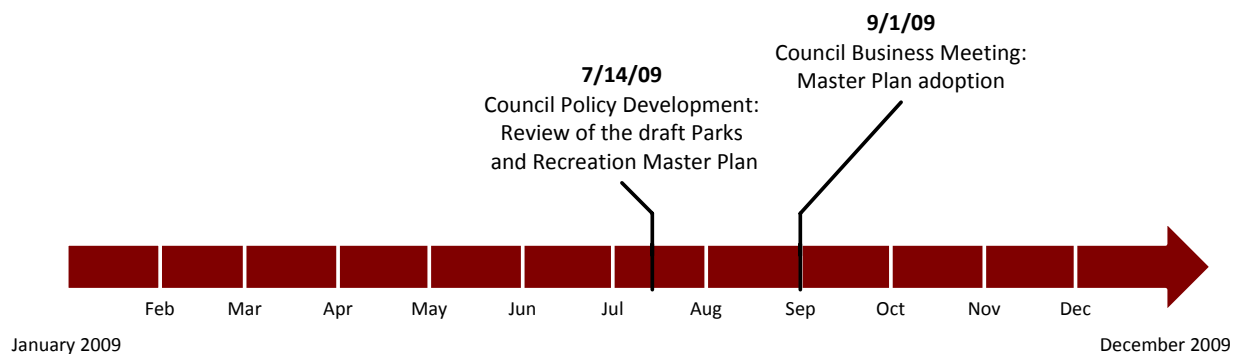 9/1/09
Council Business Meeting:
Master Plan adoption
7/14/09
Council Policy Development:
Review of the draft Parks
and Recreation Master Plan
Feb
Mar
Apr
May
Jun
Jul
Aug
Sep
Oct
Nov
Dec
January 2009
December 2009